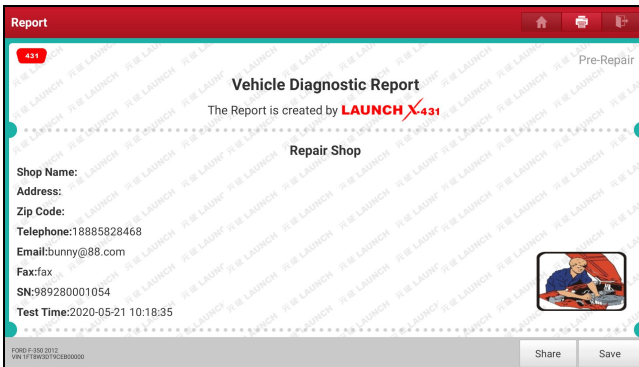 Report
431
Pre-Repair
Vehicle Diagnostic Report
The Report is created by LAUNCH X-431
Repair Shop
Shop Name:
Address:
Zip Code:
Telephone:18885828468
Email:bunny@88.com
Fax:fax
SN:989280001054
Test Time:2020-05-21 10:18:35
FORD F-350 2012
VIN 1FT8W3DT9CEB00000
Share
Save